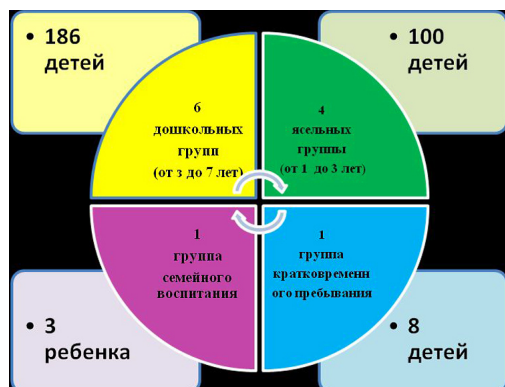 • 186
детей
• 100
детей
6
дошкольных
групп
(от з до 7 лет)
4
ясельных
группы
(от 1 до 3 лет)
1
группа
семейного
воспитания
1
группа
кратковременн
ого пребывания
• 3
ребенка
• 8
детей